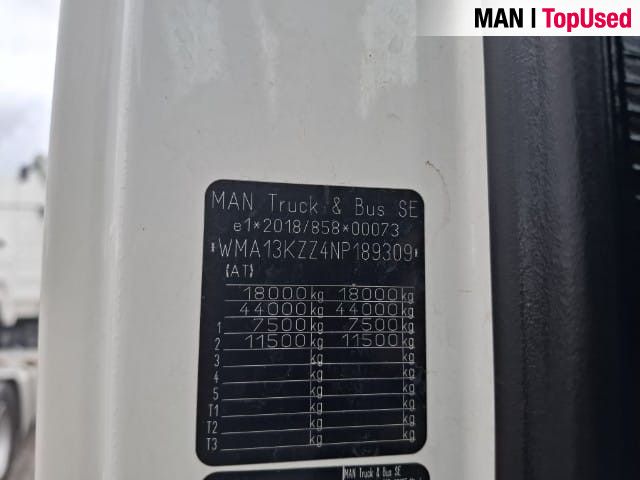 MAN | TopUsed
MAN Truck & Bus SE
e1*2018/858*00073
*WMA13KZZ4NP189309*
(AT)
18000 kg 18000 kg
44000 kg 44000 kg
1 7500 kg 7500 kg
2 11500 kg 11500 kg
3 kg kg
4 kg kg
5 kg kg
T1 kg kg
T2 kg kg
T3 kg kg
MAN Truck & Bus SE